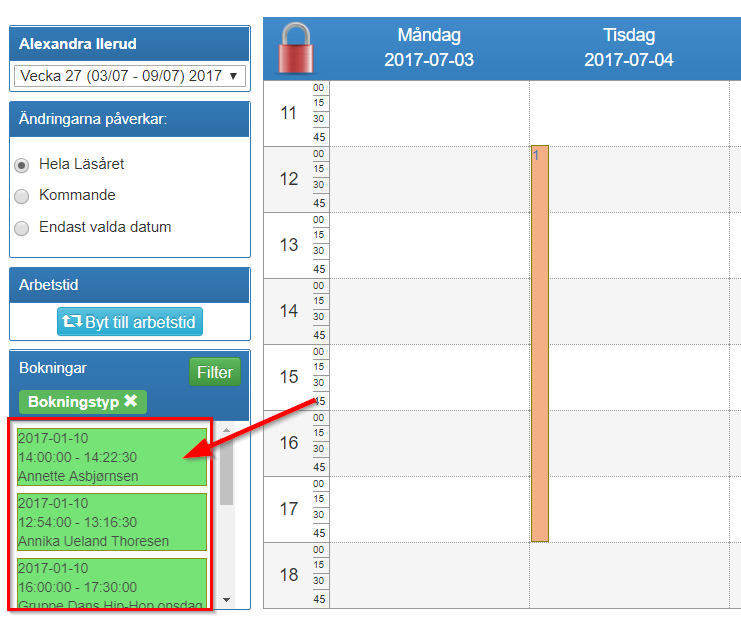 Alexandra Ilerud
Vecka 27 (03/07 - 09/07) 2017
Ändringarna påverkar:
Hela Läsåret
Kommande
Endast valda datum
Arbetstid
Byt till arbetstid
Bokningar
Filter
Bokningstyp
2017-01-10
14:00:00 - 14:22:30
Annette Asbjørnsen
2017-01-10
12:54:00 - 13:16:30
Annika Ueland Thoresen
2017-01-10
16:00:00 - 17:30:00
Gruppe Dans Hip-Hop onsdag
Måndag
2017-07-03
Tisdag
2017-07-04
11
00
15
30
45
12
00
15
30
45
1
13
00
15
30
45
14
00
15
30
45
15
00
15
30
45
16
00
15
30
45
17
00
15
30
45
18
00
15
30
45